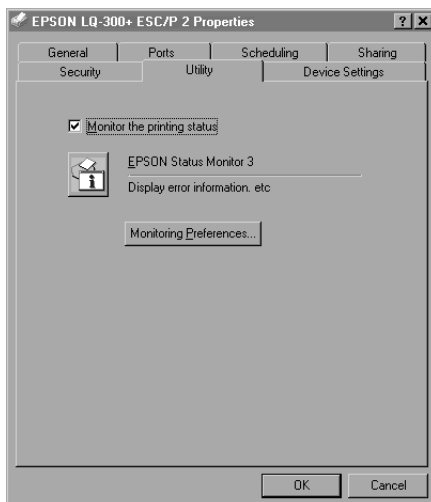 EPSON LQ-300+ ESC/P 2 Properties
General Ports Scheduling Sharing
Security Utility Device Settings
Monitor the printing status
EPSON Status Monitor 3
Display error information. etc
Monitoring Preferences...
OK Cancel